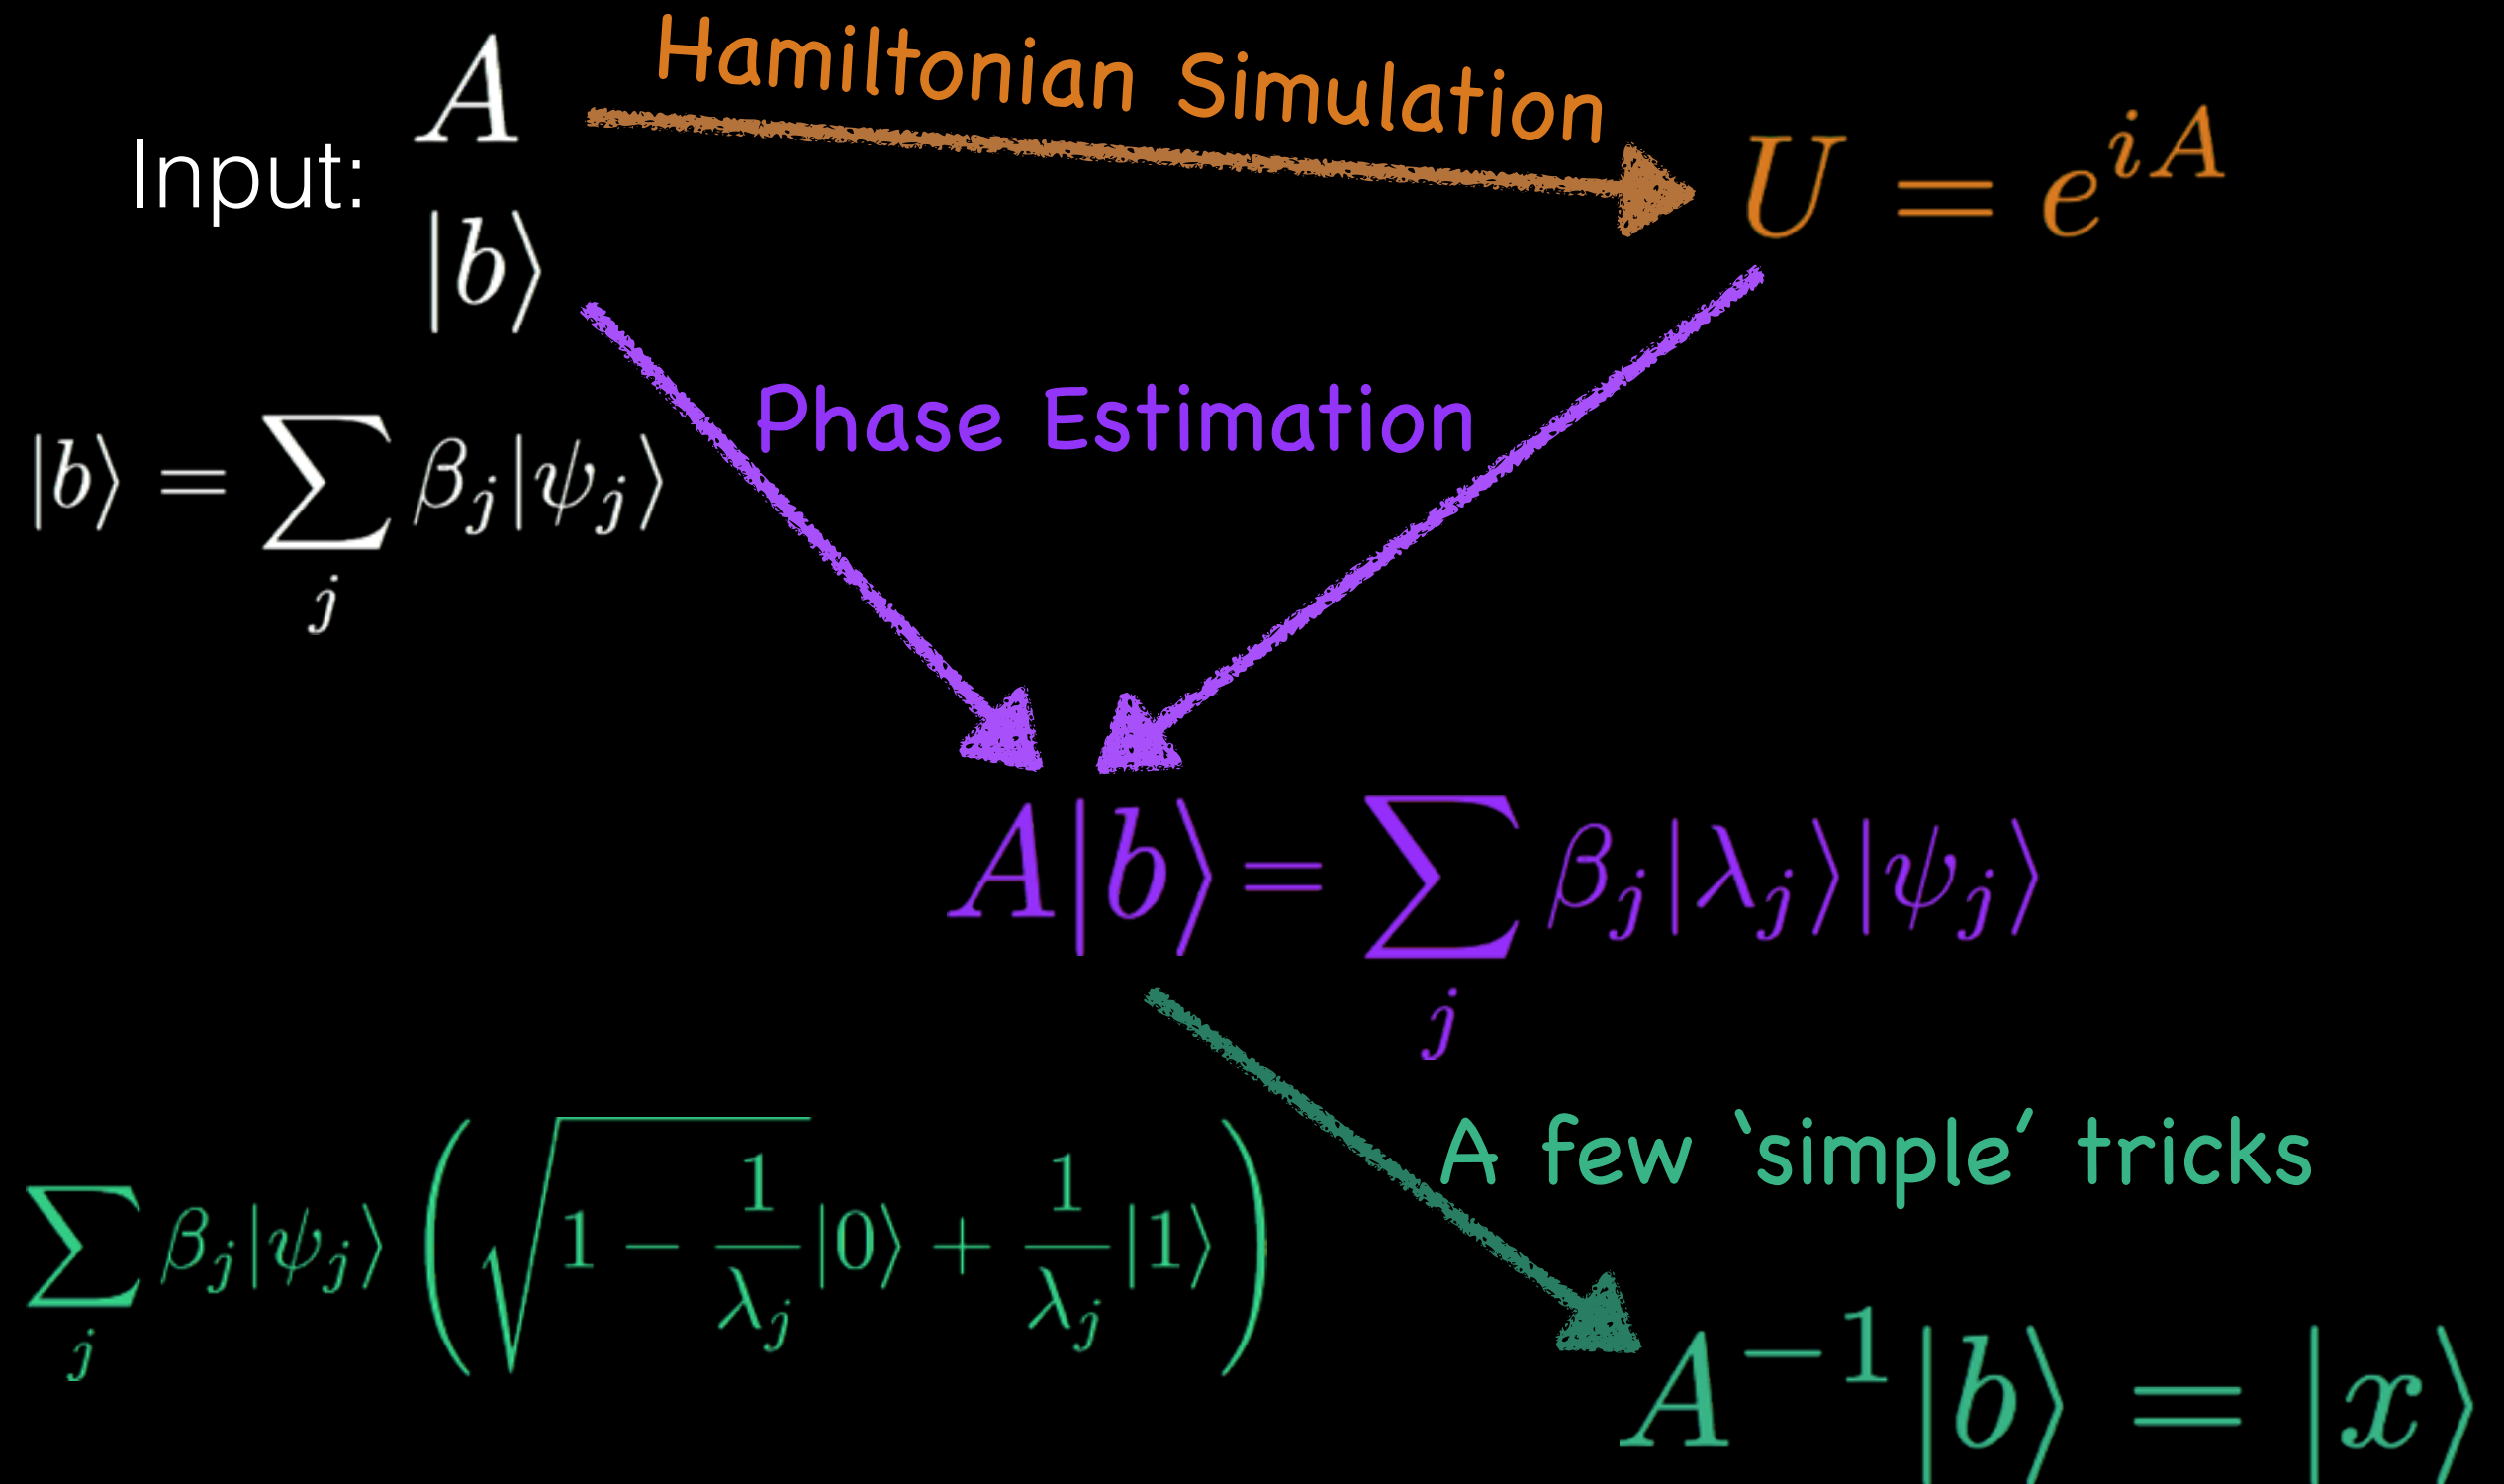 Hamiltonian Simulation
Input: A
|b⟩
U = e^{iA}
Phase Estimation
|b⟩ = ∑_j β_j|ψ_j⟩
A|b⟩ = ∑_j β_j|λ_j⟩|ψ_j⟩
A few ‵simple′ tricks
∑_j β_j|ψ_j⟩ (√(1 − 1/λ_j)|0⟩ + 1/λ_j|1⟩)
A^{−1}|b⟩ = |x⟩